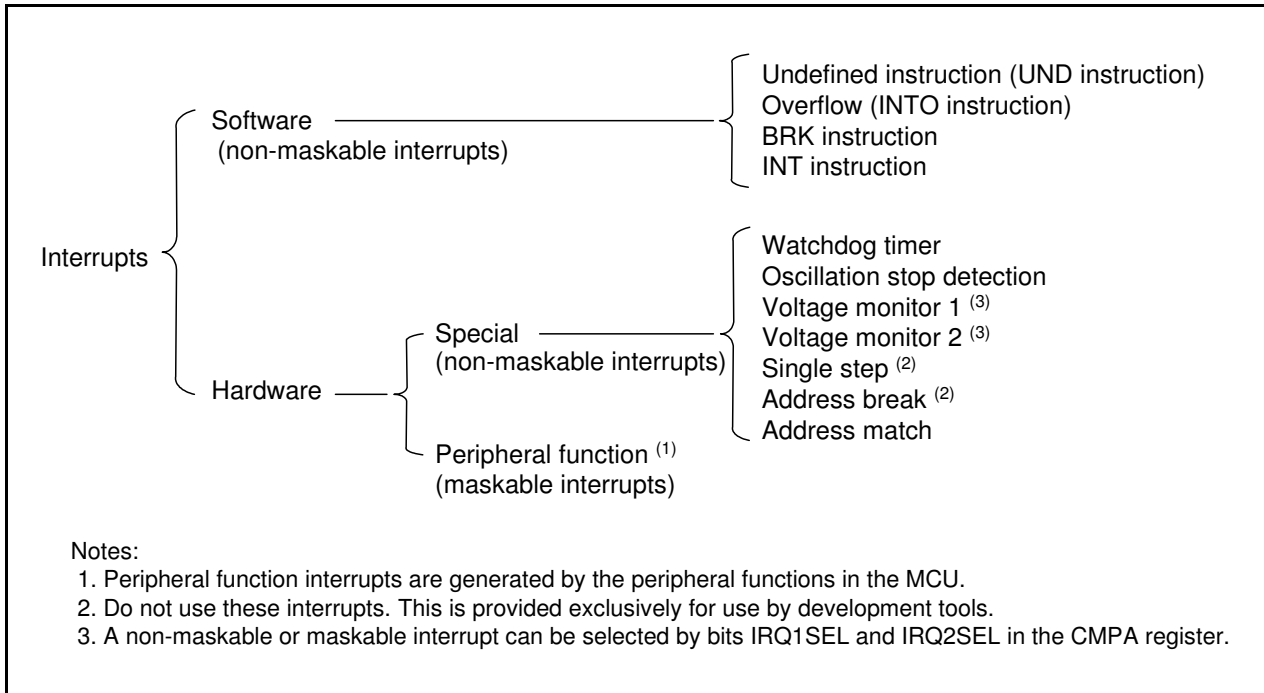 Undefined instruction (UND instruction)
Overflow (INTO instruction)
BRK instruction
INT instruction
Software
(non-maskable interrupts)
Interrupts
Watchdog timer
Oscillation stop detection
Voltage monitor 1 (3)
Voltage monitor 2 (3)
Single step (2)
Address break (2)
Address match
Special
(non-maskable interrupts)
Hardware
Peripheral function (1)
(maskable interrupts)
Notes:
1. Peripheral function interrupts are generated by the peripheral functions in the MCU.
2. Do not use these interrupts. This is provided exclusively for use by development tools.
3. A non-maskable or maskable interrupt can be selected by bits IRQ1SEL and IRQ2SEL in the CMPA register.